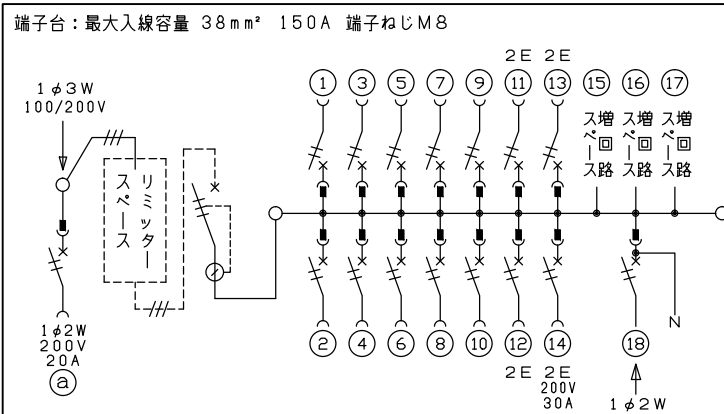 端子台：最大入線容量 38mm² 150A 端子ねじM8
2E 2E
1 3 5 7 9 11 13 15 16 17
1φ3W
100/200V
増回路
スペース
増回路
スペース
増回路
スペース
リミッター
スペース
1φ2W
200V
20A
a
2 4 6 8 10 12 14 18
N
2E 2E
200V
30A
1φ2W